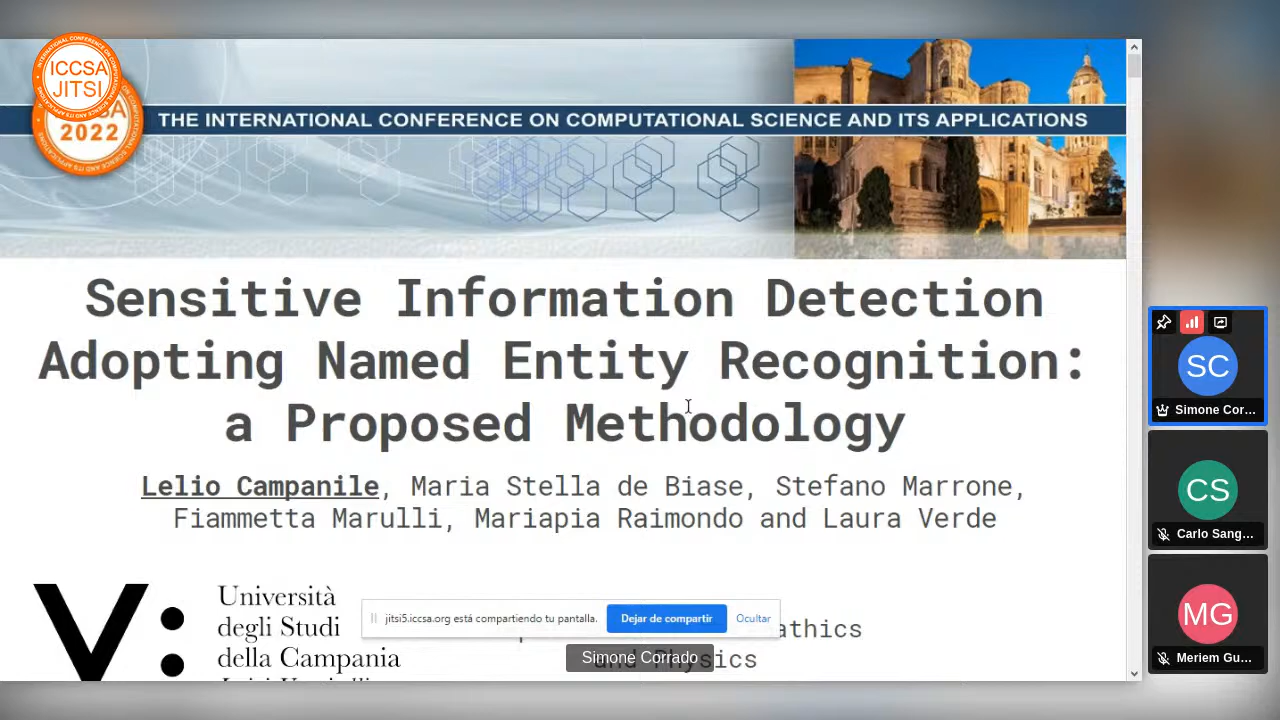 ICCSA
JITSI
2022
THE INTERNATIONAL CONFERENCE ON COMPUTATIONAL SCIENCE AND ITS APPLICATIONS
Sensitive Information Detection
Adopting Named Entity Recognition:
a Proposed Methodology
Lelio Campanile, Maria Stella de Biase, Stefano Marrone,
Fiammetta Marulli, Mariapia Raimondo and Laura Verde
Università
degli Studi
della Campania
jitsi5.iccsa.org está compartiendo tu pantalla.
Dejar de compartir
Ocultar
athics
and Physics
Simone Corrado
SC
Simone Cor...
CS
Carlo Sang...
MG
Meriem Gu...